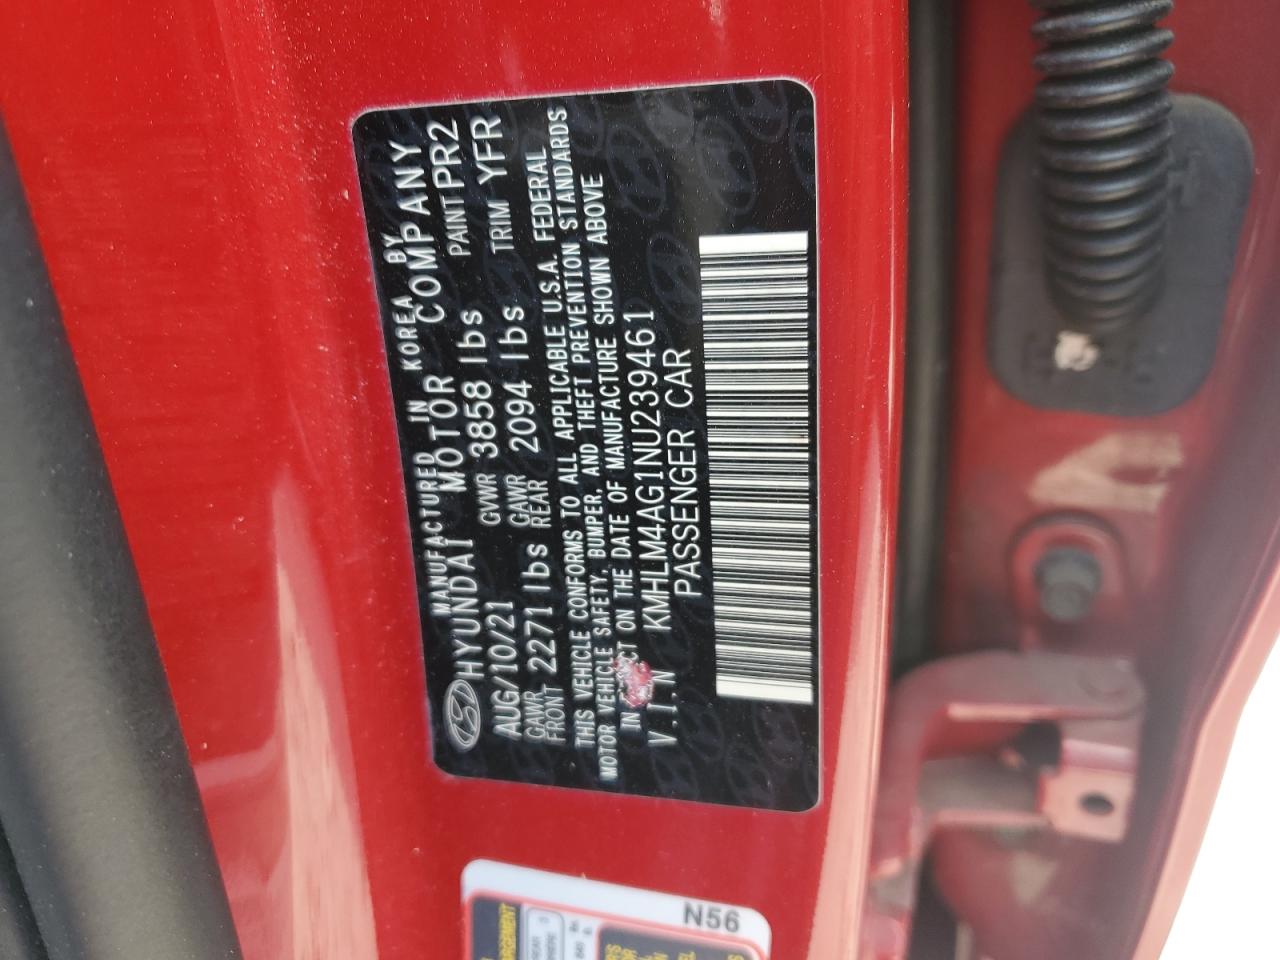 MANUFACTURED IN KOREA BY
HYUNDAI MOTOR COMPANY
AUG/10/21 GVWR 3858 lbs PAINT PR2
GAWR FRONT 2271 lbs GAWR REAR 2094 lbs TRIM YFR
THIS VEHICLE CONFORMS TO ALL APPLICABLE U.S.A. FEDERAL
MOTOR VEHICLE SAFETY, BUMPER, AND THEFT PREVENTION STANDARDS
IN CT ON THE DATE OF MANUFACTURE SHOWN ABOVE
V.I.N KMHLM4AG1NU239461
PASSENGER CAR
N56